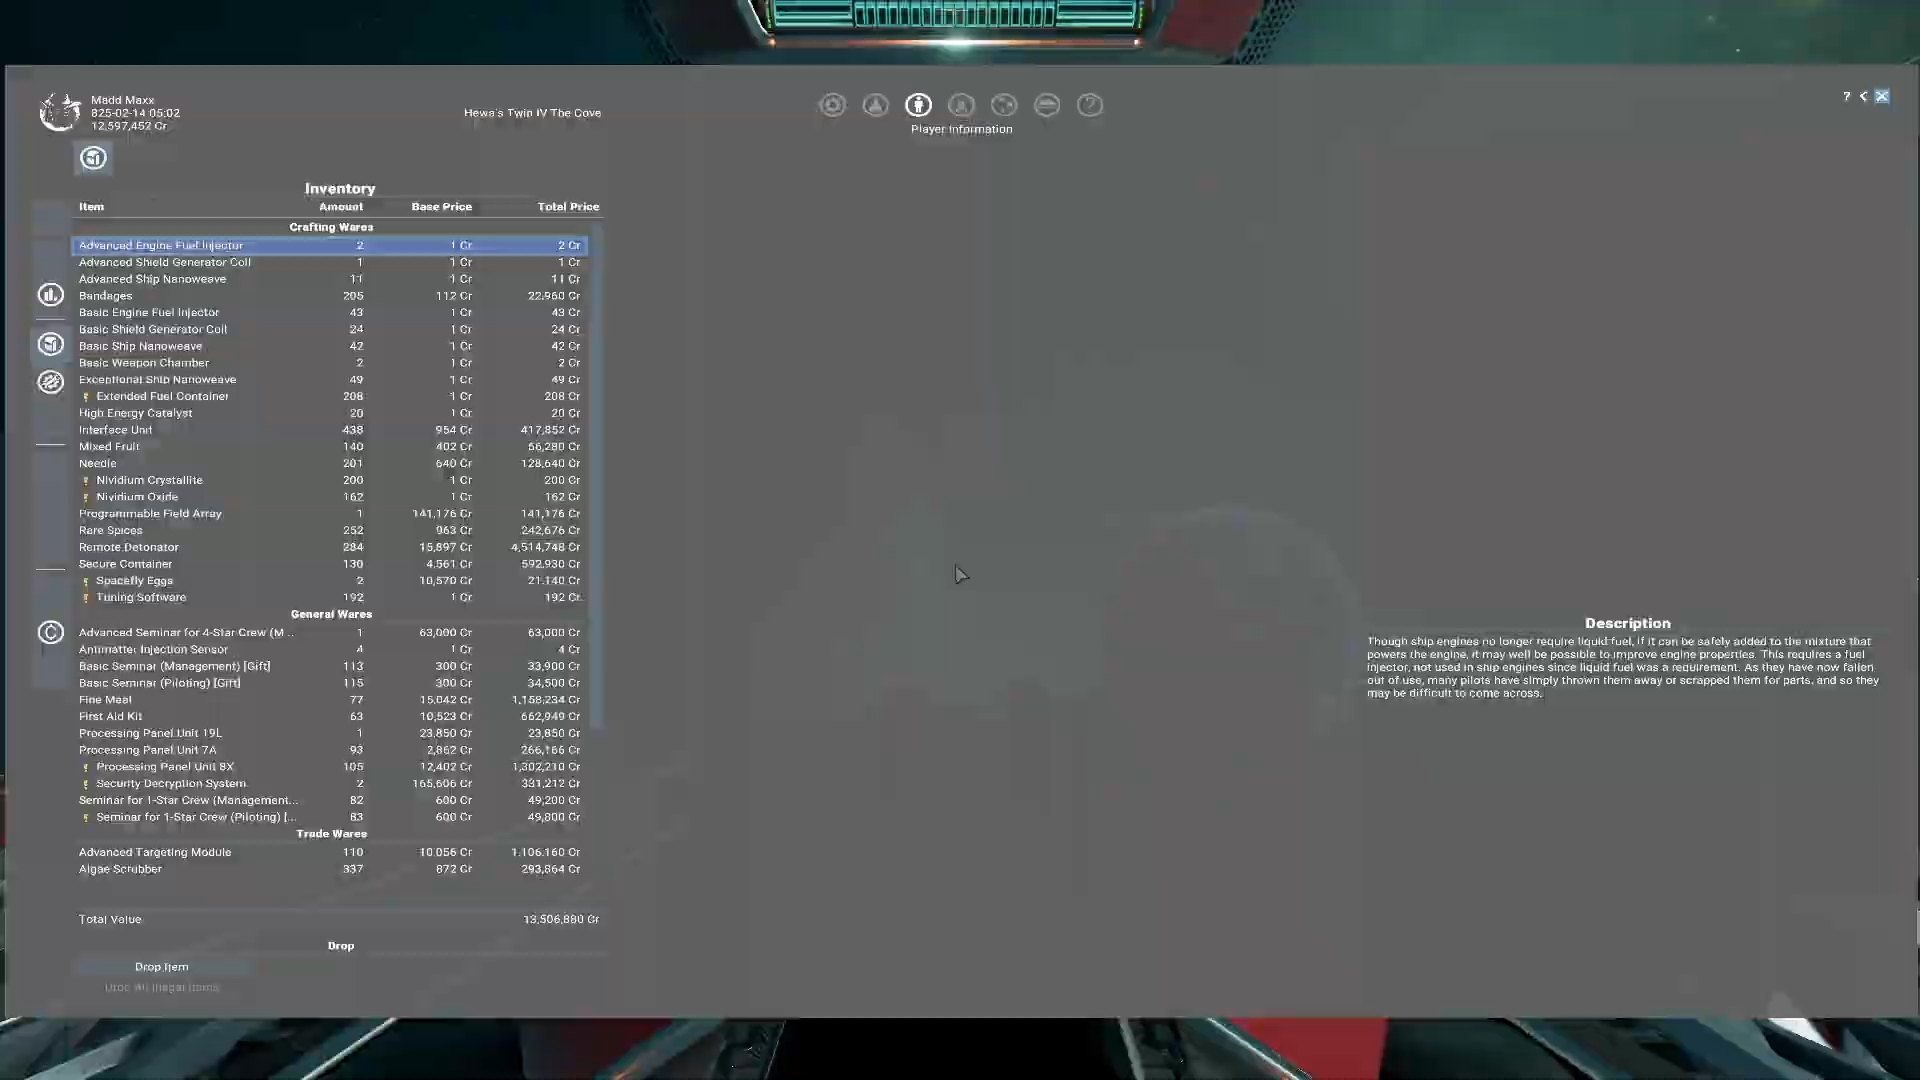 Madd Maxx
825-02-14 05:02
12,597,452 Cr
Hewa's Twin IV The Cove
Player Information
? <
Inventory
Item Amount Base Price Total Price
Crafting Wares
Advanced Engine Fuel Injector 2 1 Cr 2 Cr
Advanced Shield Generator Coil 1 1 Cr 1 Cr
Advanced Ship Nanoweave 11 1 Cr 11 Cr
Bandages 205 112 Cr 22,960 Cr
Basic Engine Fuel Injector 43 1 Cr 43 Cr
Basic Shield Generator Coil 24 1 Cr 24 Cr
Basic Ship Nanoweave 42 1 Cr 42 Cr
Basic Weapon Chamber 2 1 Cr 2 Cr
Exceptional Ship Nanoweave 49 1 Cr 49 Cr
Extended Fuel Container 208 1 Cr 208 Cr
High Energy Catalyst 20 1 Cr 20 Cr
Interface Unit 438 954 Cr 417,852 Cr
Mixed Fruit 140 402 Cr 56,280 Cr
Needle 201 640 Cr 128,640 Cr
Nividium Crystallite 200 1 Cr 200 Cr
Nividium Oxide 162 1 Cr 162 Cr
Programmable Field Array 1 141,176 Cr 141,176 Cr
Rare Spices 252 963 Cr 242,676 Cr
Remote Detonator 284 15,897 Cr 4,514,748 Cr
Secure Container 130 4,561 Cr 592,930 Cr
Spacefly Eggs 2 10,570 Cr 21,140 Cr
Tuning Software 192 1 Cr 192 Cr
General Wares
Advanced Seminar for 4-Star Crew (M... 1 63,000 Cr 63,000 Cr
Antimatter Injection Sensor 4 1 Cr 4 Cr
Basic Seminar (Management) [Gift] 113 300 Cr 33,900 Cr
Basic Seminar (Piloting) [Gift] 115 300 Cr 34,500 Cr
Fine Meal 77 15,042 Cr 1,158,234 Cr
First Aid Kit 63 10,523 Cr 662,949 Cr
Processing Panel Unit 19L 1 23,850 Cr 23,850 Cr
Processing Panel Unit 7A 93 2,862 Cr 266,166 Cr
Processing Panel Unit 8X 105 12,402 Cr 1,302,210 Cr
Security Decryption System 2 165,606 Cr 331,212 Cr
Seminar for 1-Star Crew (Management... 82 600 Cr 49,200 Cr
Seminar for 1-Star Crew (Piloting) [... 83 600 Cr 49,800 Cr
Trade Wares
Advanced Targeting Module 110 10,056 Cr 1,106,160 Cr
Algae Scrubber 337 872 Cr 293,864 Cr
Total Value 13,506,880 Cr
Drop
Drop Item
Drop All Illegal Items
Description
Though ship engines no longer require liquid fuel, if it can be safely added to the mixture that
powers the engine, it may well be possible to improve engine properties. This requires a fuel
injector, not used in ship engines since liquid fuel was a requirement. As they have now fallen
out of use, many pilots have simply thrown them away or scrapped them for parts, and so they
may be difficult to come across.